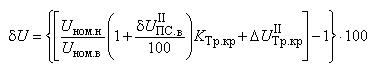 δU = {[ U_ном.н / U_ном.в ( 1 + δU^II_ПС.в / 100 ) K_Тр.кр + ΔU^II_Тр.кр ] − 1} · 100